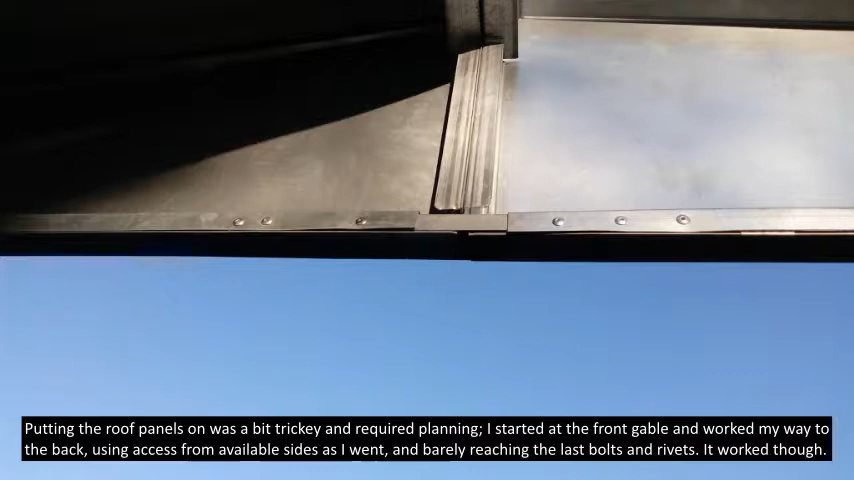 Putting the roof panels on was a bit trickey and required planning; I started at the front gable and worked my way to
the back, using access from available sides as I went, and barely reaching the last bolts and rivets. It worked though.